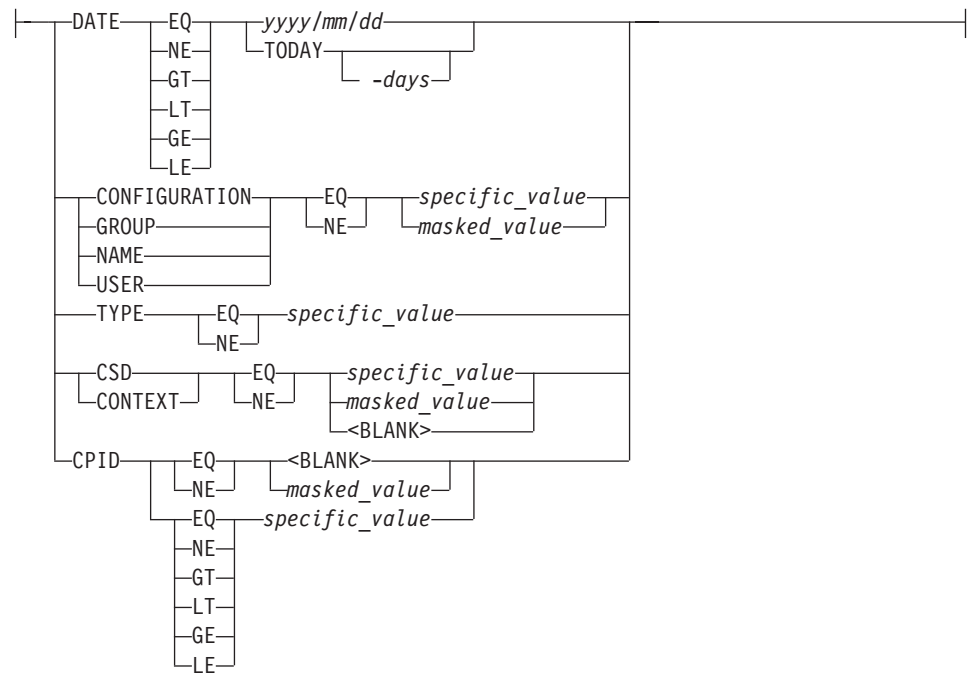 DATE EQ yyyy/mm/dd
NE TODAY
GT -days
LT
GE
LE
CONFIGURATION EQ specific_value
GROUP NE masked_value
NAME
USER
TYPE EQ specific_value
NE
CSD EQ specific_value
CONTEXT NE masked_value
<BLANK>
CPID EQ <BLANK>
NE masked_value
EQ specific_value
NE
GT
LT
GE
LE